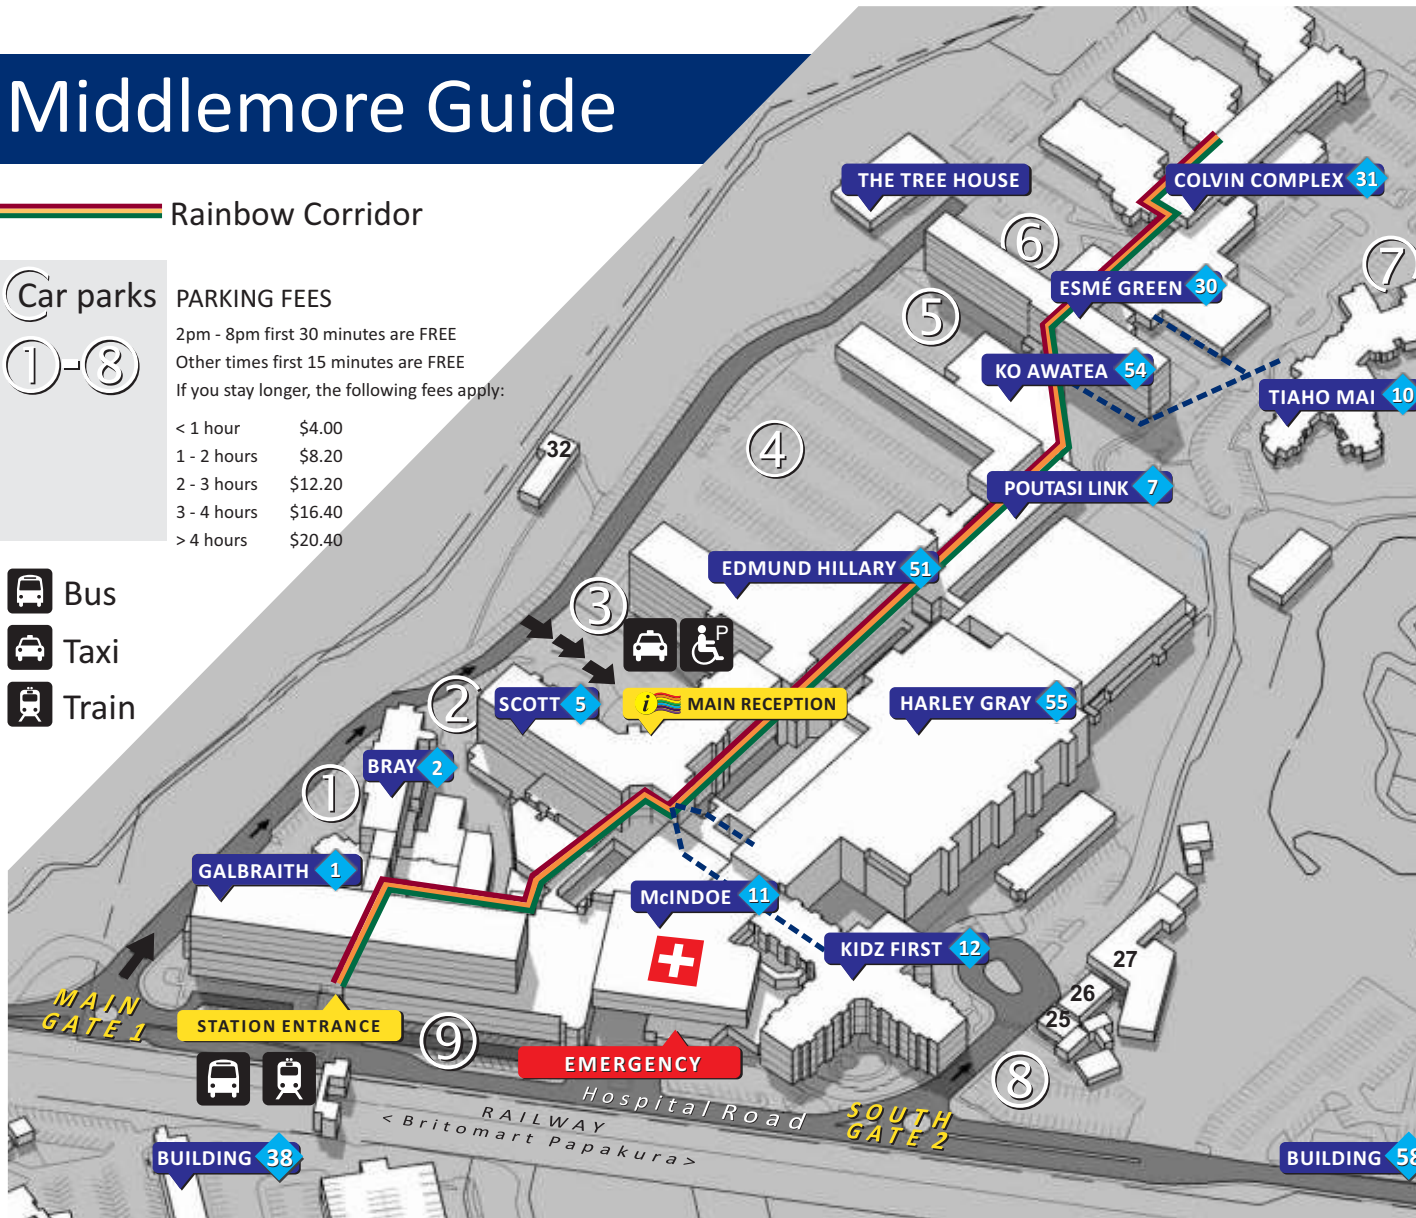 Middlemore Guide
Rainbow Corridor
Car parks
1-8
PARKING FEES
2pm - 8pm first 30 minutes are FREE
Other times first 15 minutes are FREE
If you stay longer, the following fees apply:
< 1 hour $4.00
1 - 2 hours $8.20
2 - 3 hours $12.20
3 - 4 hours $16.40
> 4 hours $20.40
Bus
Taxi
Train
THE TREE HOUSE
COLVIN COMPLEX 31
6
7
ESMÉ GREEN 30
5
KO AWATEA 54
TIAHO MAI 10
4
32
POUTASI LINK 7
EDMUND HILLARY 51
3
P
2
SCOTT 5
i MAIN RECEPTION
HARLEY GRAY 55
BRAY 2
1
GALBRAITH 1
McINDOE 11
KIDZ FIRST 12
27
26
25
MAIN
GATE 1
STATION ENTRANCE
9
EMERGENCY
8
Hospital Road
SOUTH
GATE 2
RAILWAY
< Britomart Papakura >
BUILDING 38
BUILDING 58